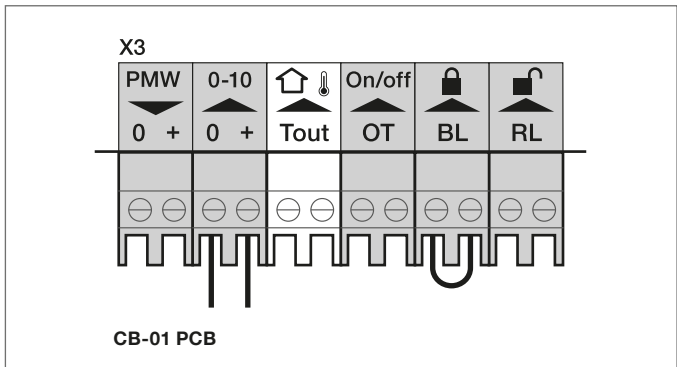 X3
PMW 0-10 On/off
0 + 0 + Tout OT BL RL
CB-01 PCB